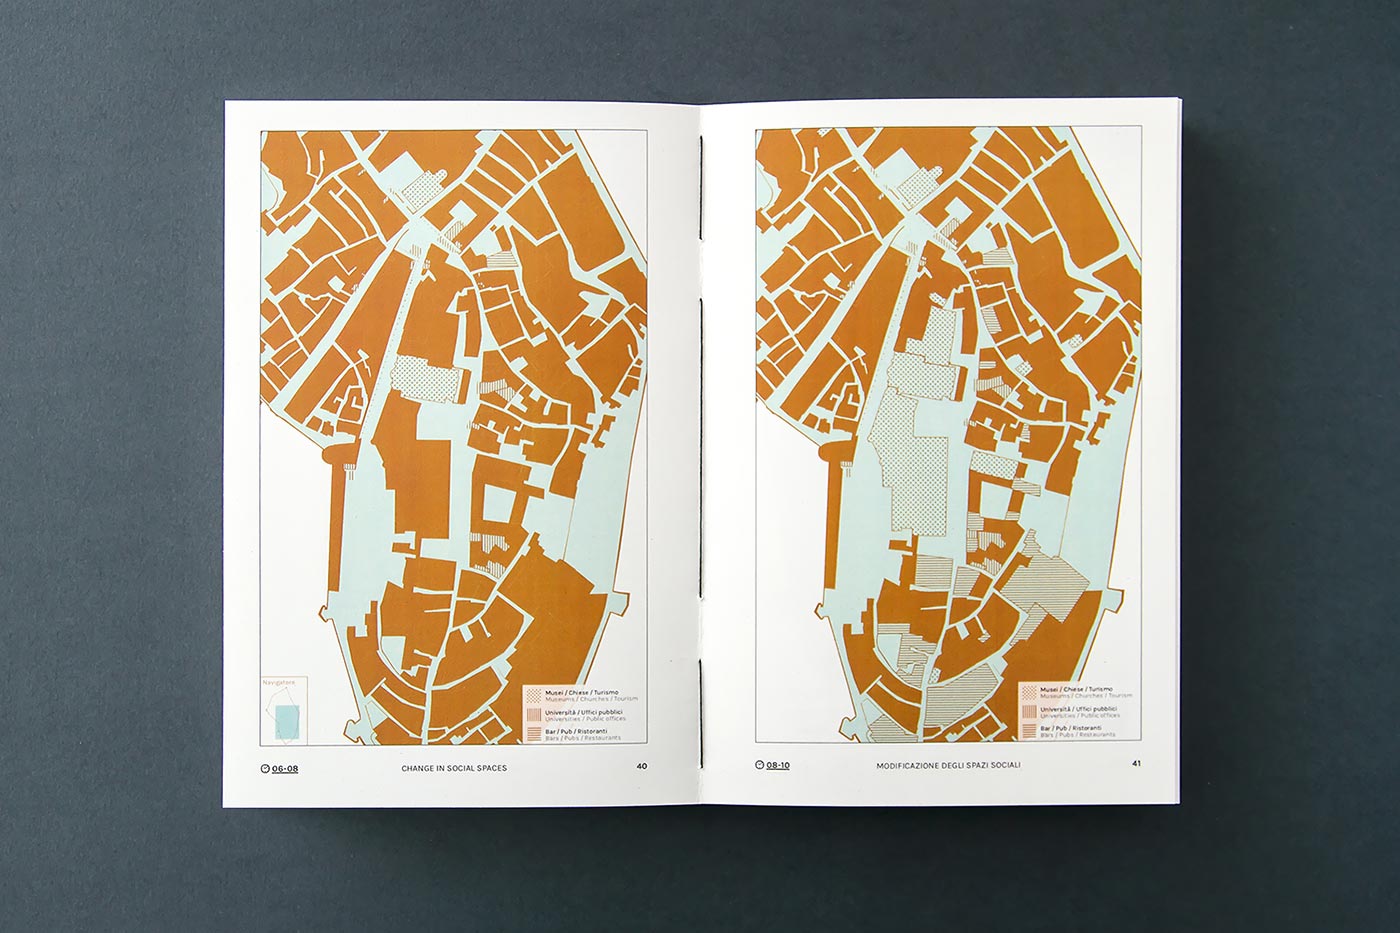 Navigatore
Musei / Chiese / Turismo
Museums / Churches / Tourism
Università / Uffici pubblici
Universities / Public offices
Bar / Pub / Ristoranti
Bars / Pubs / Restaurants
06-08
CHANGE IN SOCIAL SPACES
40
Musei / Chiese / Turismo
Museums / Churches / Tourism
Università / Uffici pubblici
Universities / Public offices
Bar / Pub / Ristoranti
Bars / Pubs / Restaurants
08-10
MODIFICAZIONE DEGLI SPAZI SOCIALI
41